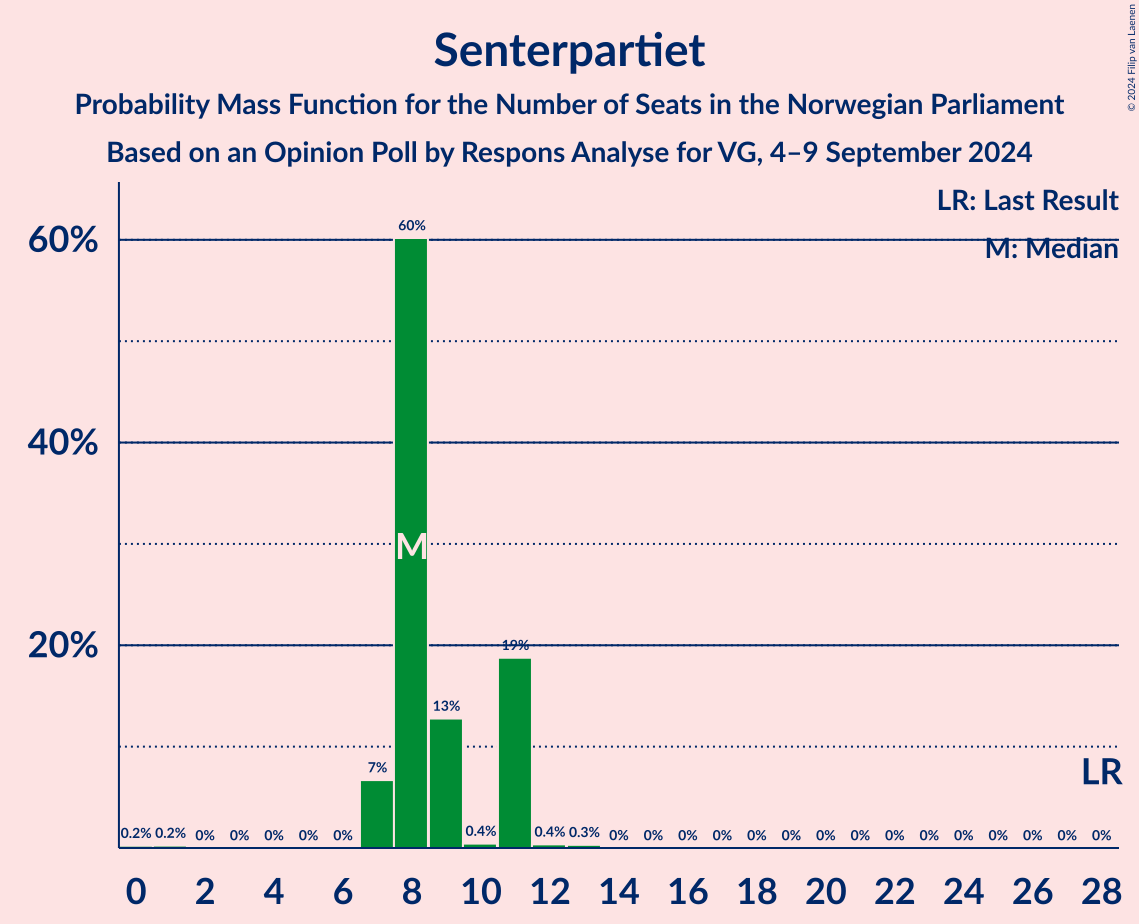 Senterpartiet
Probability Mass Function for the Number of Seats in the Norwegian Parliament
Based on an Opinion Poll by Respons Analyse for VG, 4–9 September 2024
© 2024 Filip van Laenen
LR: Last Result
M: Median
60%
40%
20%
0.2% 0.2% 0% 0% 0% 0% 0% 7% 60% 13% 0.4% 19% 0.4% 0.3% 0% 0% 0% 0% 0% 0% 0% 0% 0% 0% 0% 0% 0% 0% 0%
M
LR
0 2 4 6 8 10 12 14 16 18 20 22 24 26 28